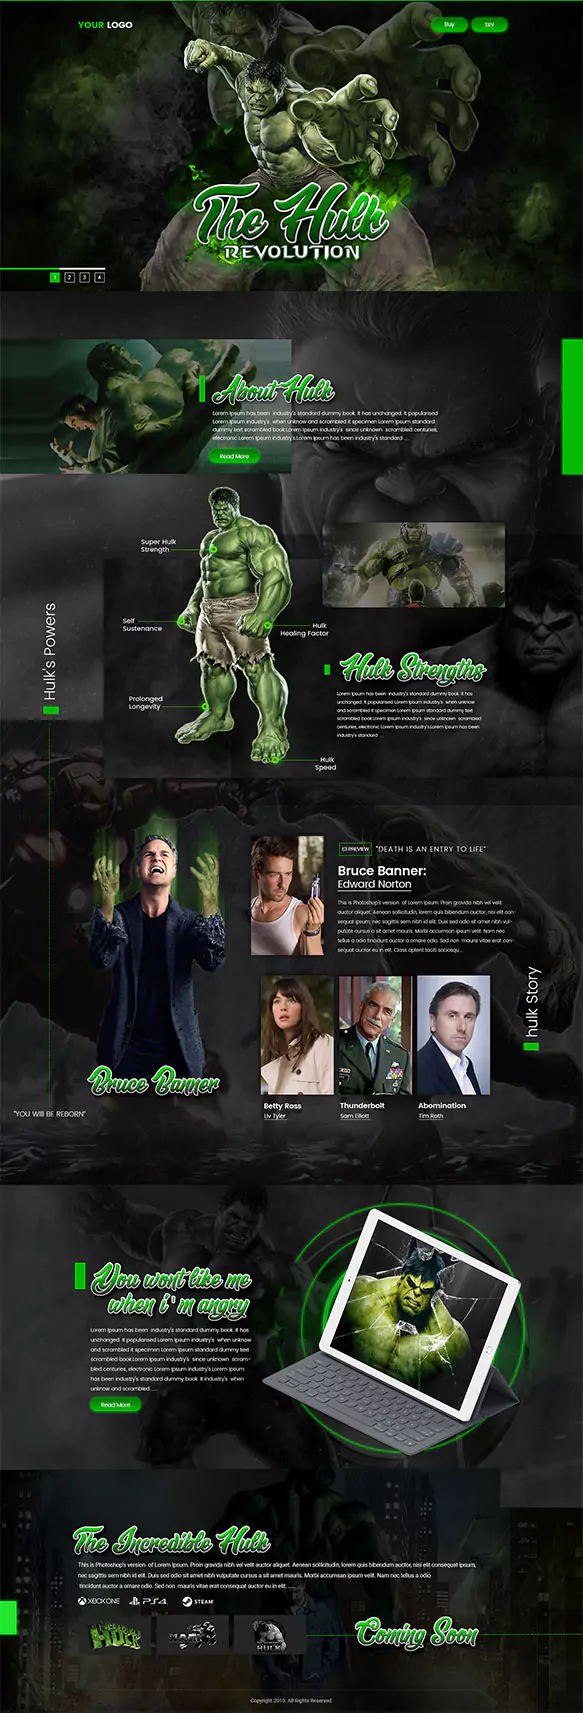 YOUR LOGO
Buy
TRY
The Hulk
REVOLUTION
1 2 3 4
About Hulk
Lorem Ipsum has been industry's standard dummy book. It has unchanged. It popularised
Lorem Ipsum industry's when unknow and scrambled it specimen Lorem Ipsum standard
dummy text scrambled book.Lorem Ipsum industry's since unknown scrambled centuries,
electronic Lorem Ipsum industry's.Lorem Ipsum has been industry's standard ...
Read More
Hulk's Powers
Super Hulk
Strength
Self
Sustenance
Hulk
Healing Factor
Prolonged
Longevity
Hulk
Speed
Hulk Strengths
Lorem Ipsum has been industry's standard dummy book. It has
unchanged. It popularised Lorem Ipsum industry's when unknow
and scrambled it specimen Lorem Ipsum standard dummy text
scrambled book.Lorem Ipsum industry's since unknown scrambled
centuries, electronic Lorem Ipsum industry's.Lorem Ipsum has been
industry's standard ...
E3 PREVIEW "DEATH IS AN ENTRY TO LIFE"
Bruce Banner:
Edward Norton
This is Photoshop's version of Lorem Ipsum. Proin gravida nibh vel velit
auctor aliquet. Aenean sollicitudin, lorem quis bibendum auctor, nisi elit con-
sequat ipsum, nec sagittis sem nibh id elit. Duis sed odio sit amet nibh vul-
putate cursus a sit amet mauris. Morbi accumsan ipsum velit. Nam nec
tellus a odio tincidunt auctor a ornare odio. Sed non mauris vitae erat con-
sequat auctor eu in elit. Class aptent taciti sociosqu...
hulk Story
Bruce Banner
"YOU WILL BE REBORN"
Betty Ross
Liv Tyler
Thunderbolt
Sam Elliott
Abomination
Tim Roth
You wont like me
when i'm angry
Lorem Ipsum has been industry's standard dummy book. It has
unchanged. It popularised Lorem Ipsum industry's when unknow
and scrambled it specimen Lorem Ipsum standard dummy text
scrambled book.Lorem Ipsum industry's since unknown scram-
bled centuries, electronic Lorem Ipsum industry's.Lorem Ipsum
has been industry's standard dummy book. It industry's when
unknow and scrambled......
Read More
The Incredible Hulk
This is Photoshop's version of Lorem Ipsum. Proin gravida nibh vel velit auctor aliquet. Aenean sollicitudin, lorem quis bibendum auctor, nisi elit consequat ipsum,
nec sagittis sem nibh id elit. Duis sed odio sit amet nibh vulputate cursus a sit amet mauris. Morbi accumsan ipsum velit. Nam nec tellus a odio
tincidunt auctor a ornare odio. Sed non mauris vitae erat consequat auctor eu in elit. ......
XBOX ONE
PS4
STEAM
HULK
Coming Soon
Copyright 2019. All Rights Reserved.